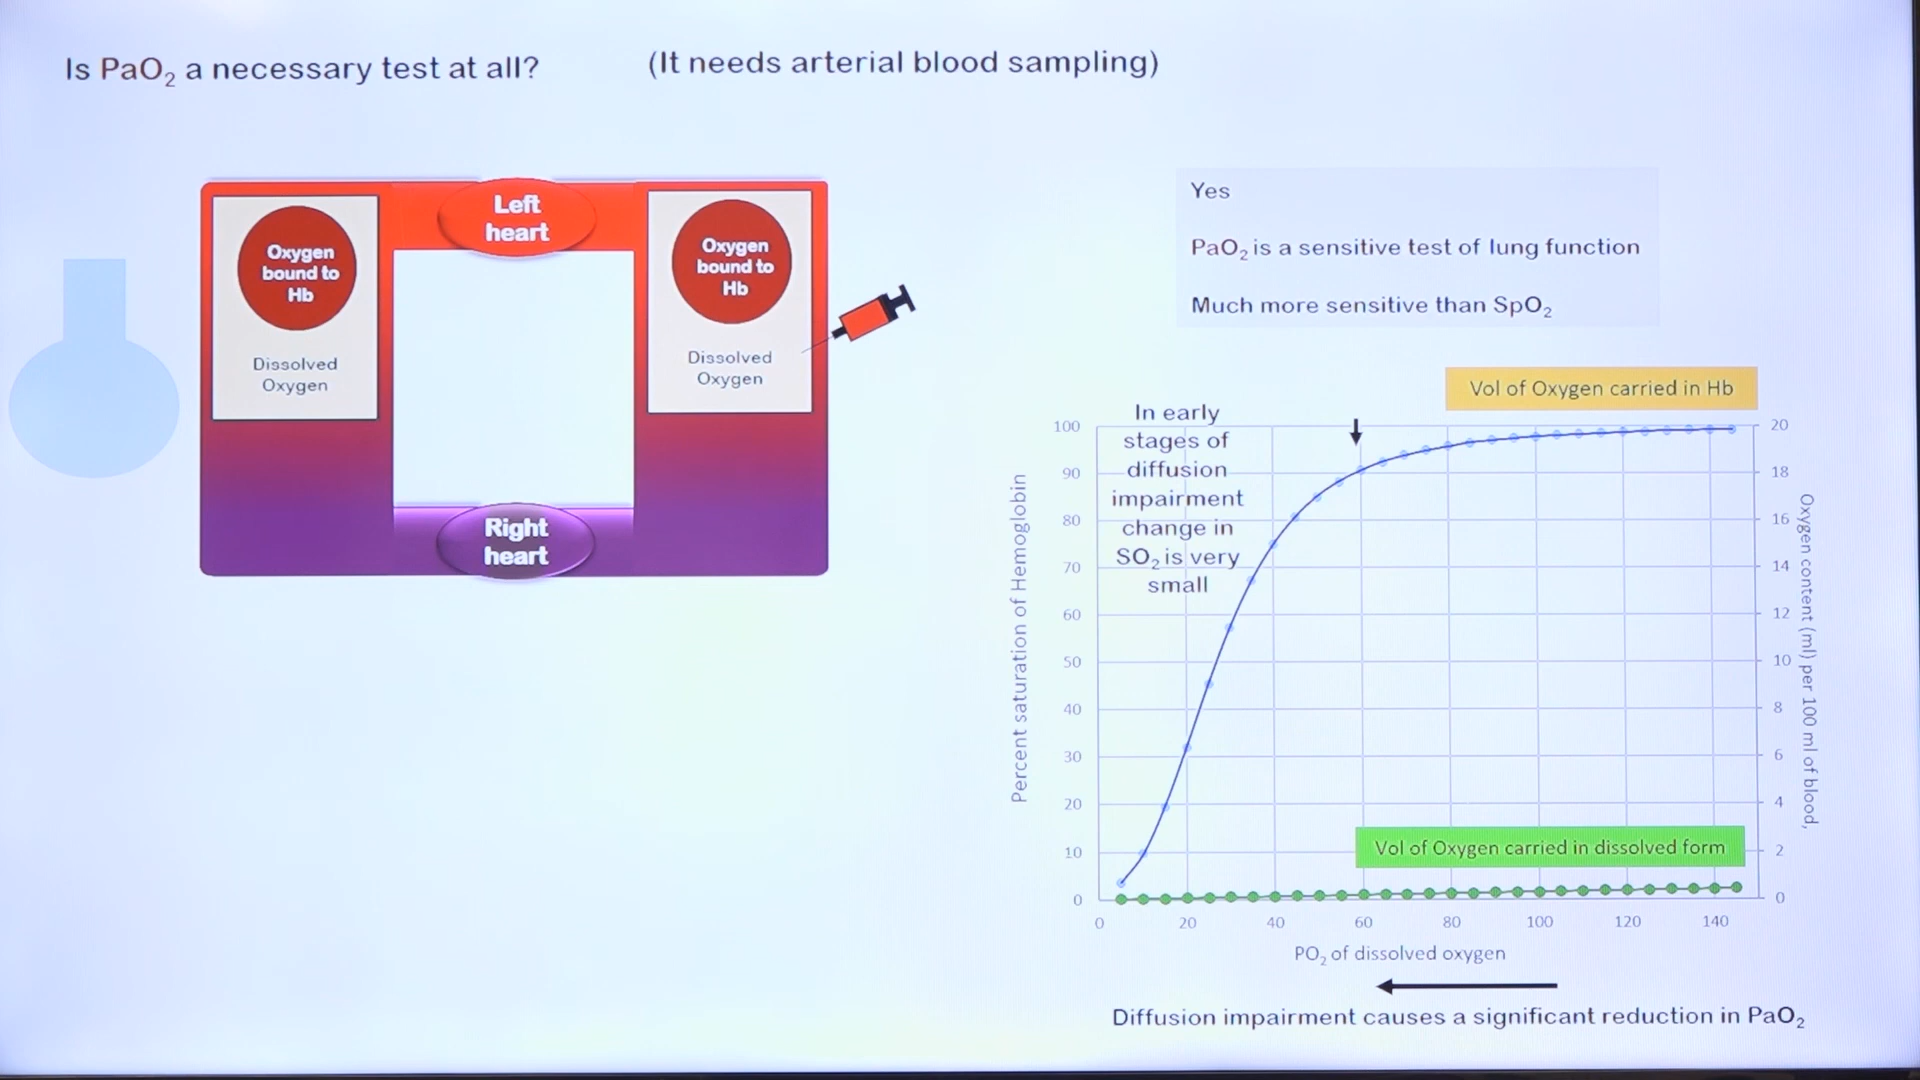 Is PaO₂ a necessary test at all?
(It needs arterial blood sampling)
Left
heart
Oxygen
bound to
Hb
Dissolved
Oxygen
Oxygen
bound to
Hb
Dissolved
Oxygen
Right
heart
Yes
PaO₂ is a sensitive test of lung function
Much more sensitive than SpO₂
Vol of Oxygen carried in Hb
In early
stages of
diffusion
impairment
change in
SO₂ is very
small
Percent saturation of Hemoglobin
100
90
80
70
60
50
40
30
20
10
0
20
18
16
14
12
10
8
6
4
2
0
Oxygen content (ml) per 100 ml of blood,
Vol of Oxygen carried in dissolved form
0 20 40 60 80 100 120 140
PO₂ of dissolved oxygen
Diffusion impairment causes a significant reduction in PaO₂